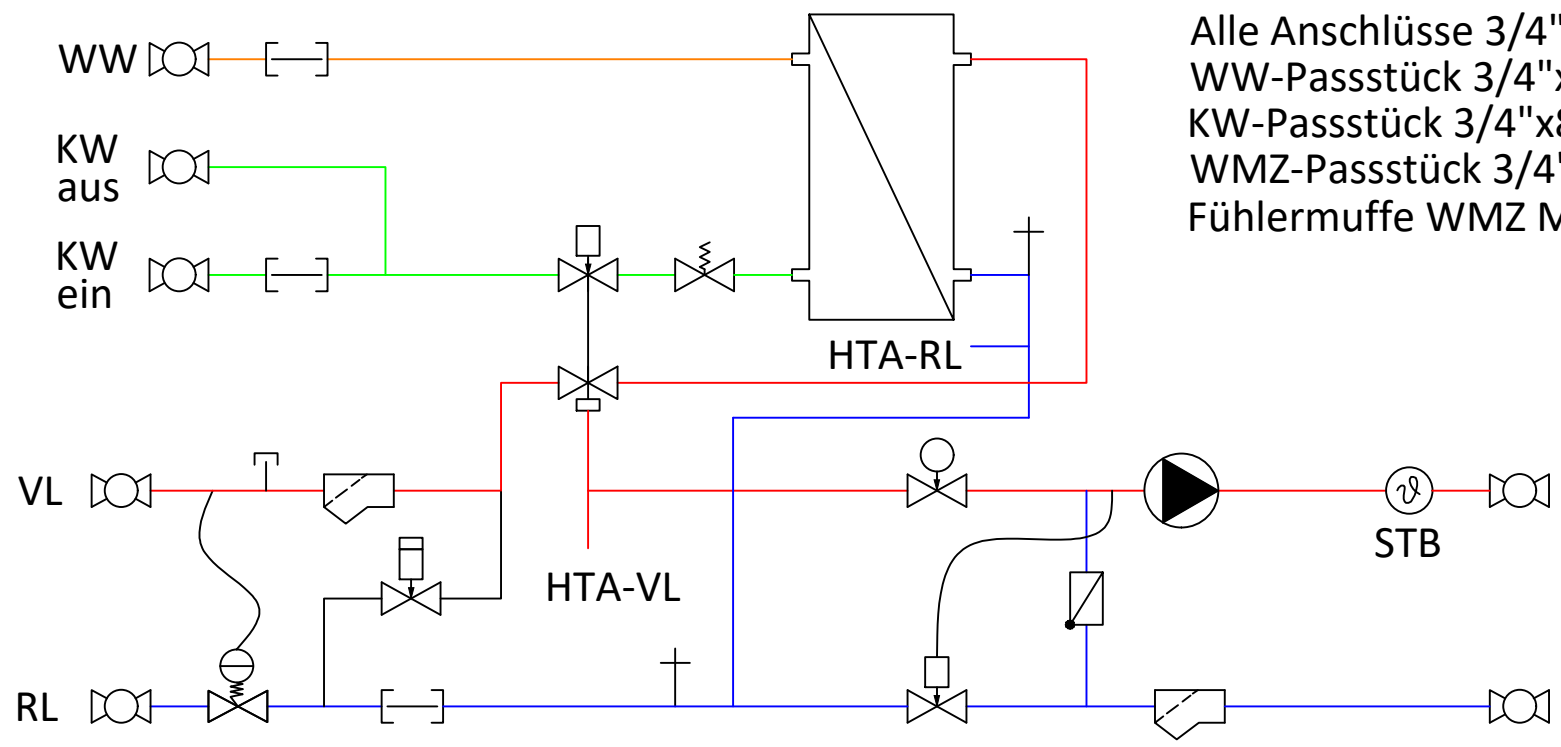 WW
KW
aus
KW
ein
Alle Anschlüsse 3/4"
WW-Passstück 3/4"
KW-Passstück 3/4"
WMZ-Passstück 3/4"
Fühlermuffe WMZ
HTA-RL
VL
HTA-VL
STB
RL